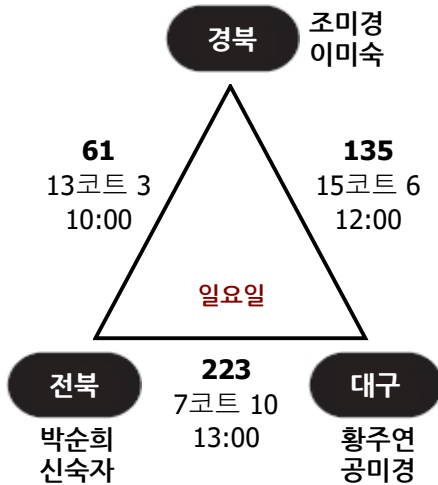 경북
조미경
이미숙
61
13코트 3
10:00
135
15코트 6
12:00
일요일
전북
박순희
신숙자
223
7코트 10
13:00
대구
황주연
공미경